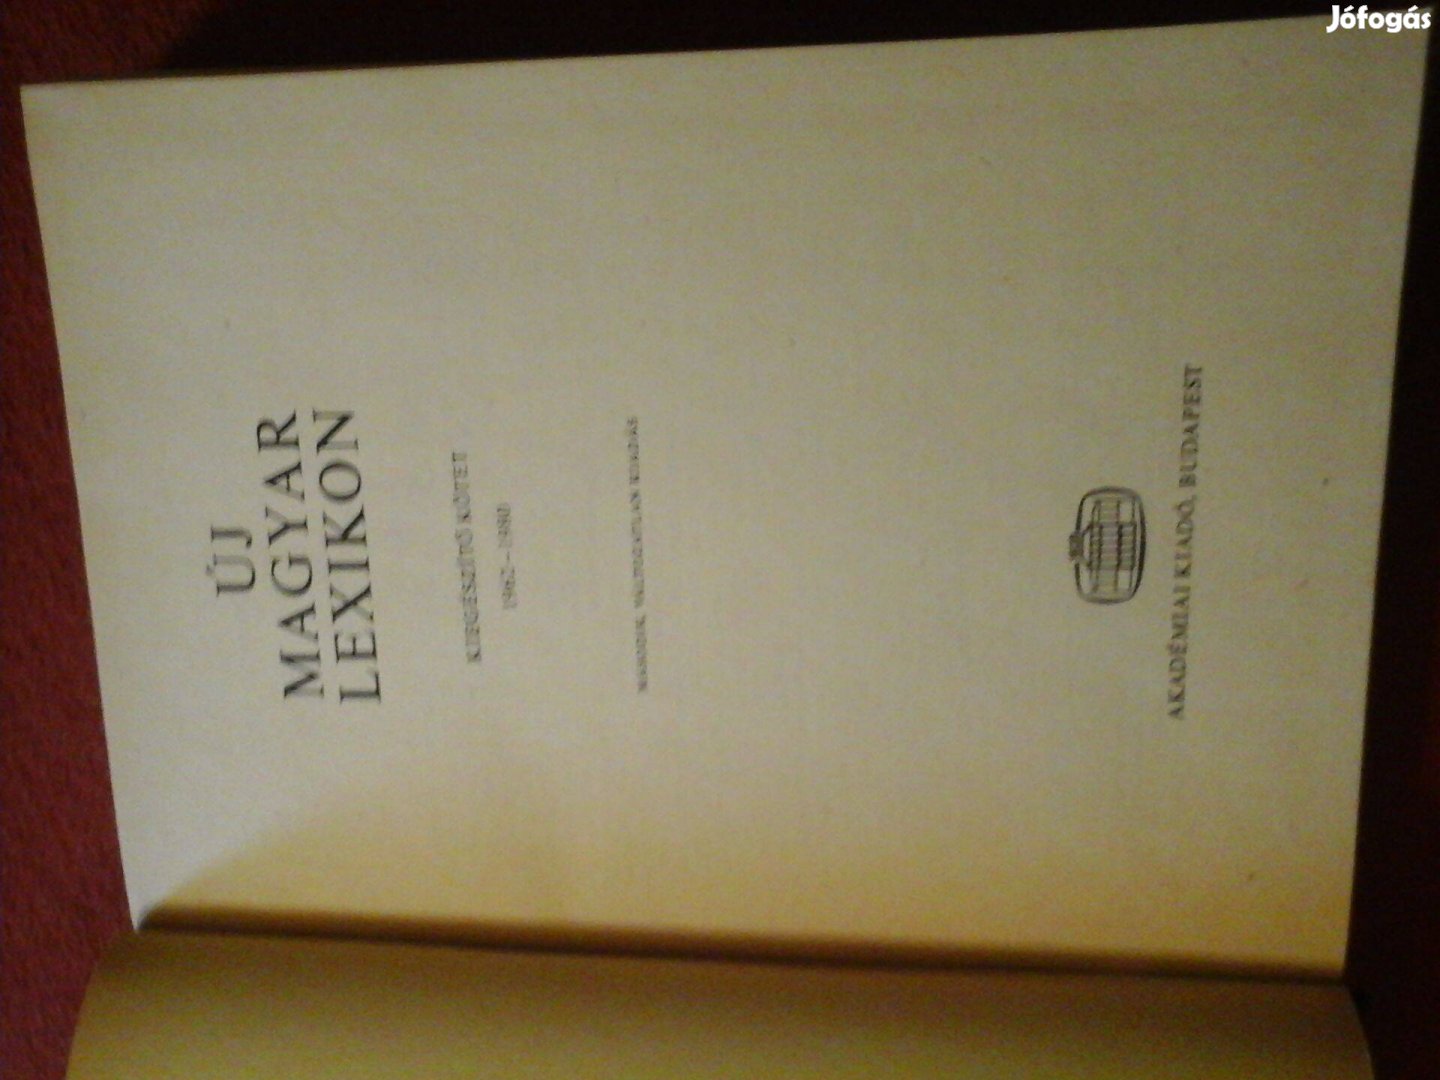 Jófogás
ÚJ
MAGYAR
LEXIKON
KIEGÉSZÍTŐ KÖTET
1962–1980
MÁSODIK, VÁLTOZATLAN KIADÁS
AKADÉMIAI KIADÓ, BUDAPEST